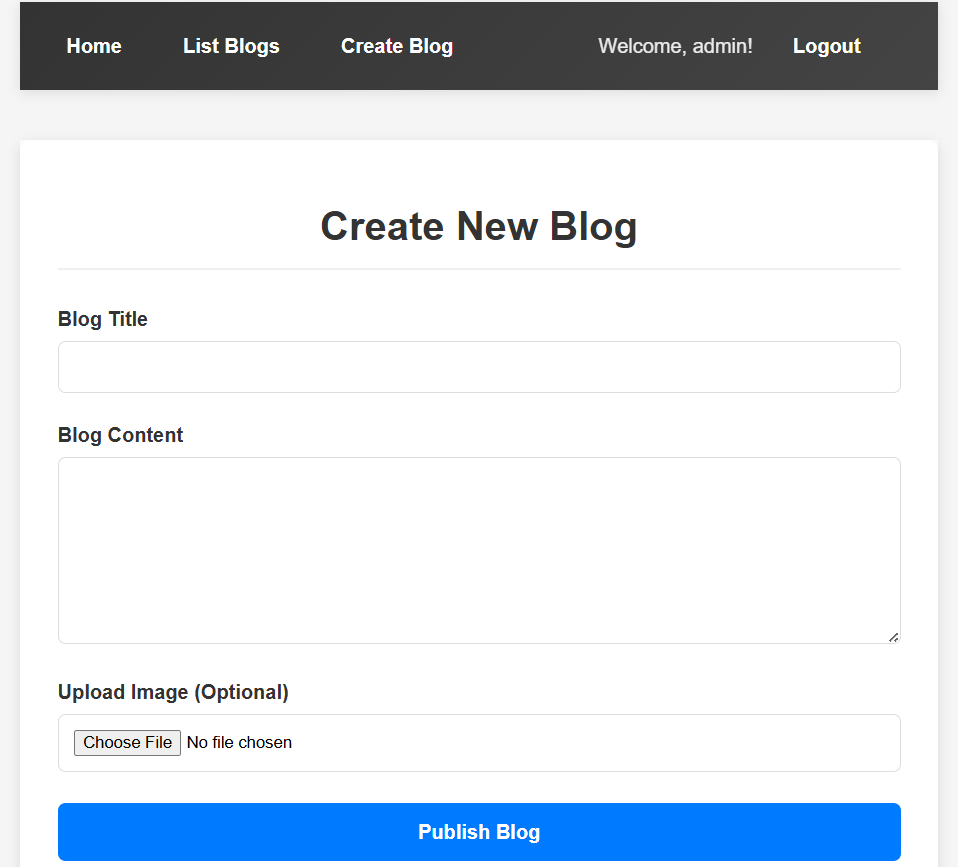 Home List Blogs Create Blog Welcome, admin! Logout
Create New Blog
Blog Title
Blog Content
Upload Image (Optional)
Choose File No file chosen
Publish Blog